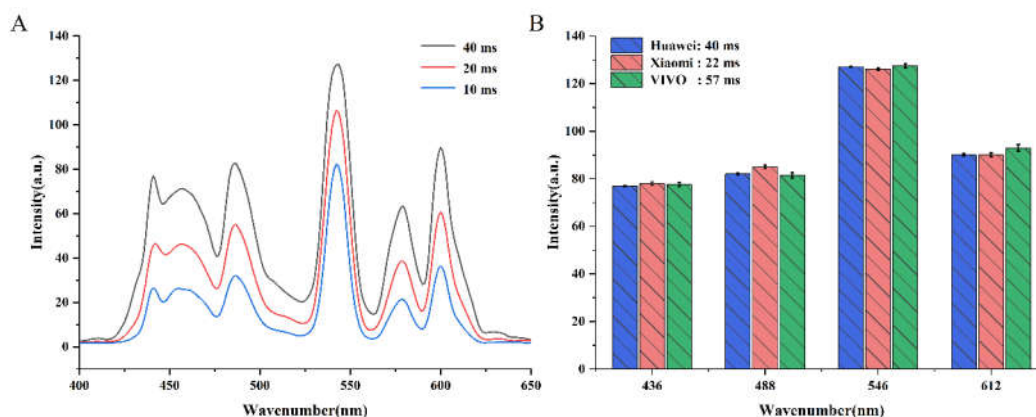 A
40 ms
20 ms
10 ms
140
120
100
80
60
40
20
0
Intensity(a.u.)
400 450 500 550 600 650
Wavenumber(nm)
B
Huawei: 40 ms
Xiaomi : 22 ms
VIVO : 57 ms
140
120
100
80
60
40
20
0
Intensity(a.u.)
436 488 546 612
Wavenumber(nm)